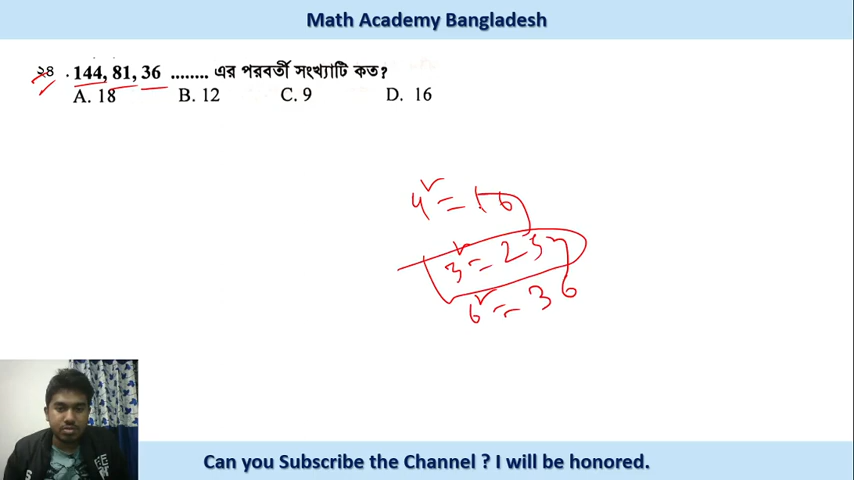 Math Academy Bangladesh
২৪ . 144, 81, 36 ........ এর পরবর্তী সংখ্যাটি কত?
A. 18 B. 12 C. 9 D. 16
4² = 16
5² = 25
6² = 36
Can you Subscribe the Channel ? I will be honored.